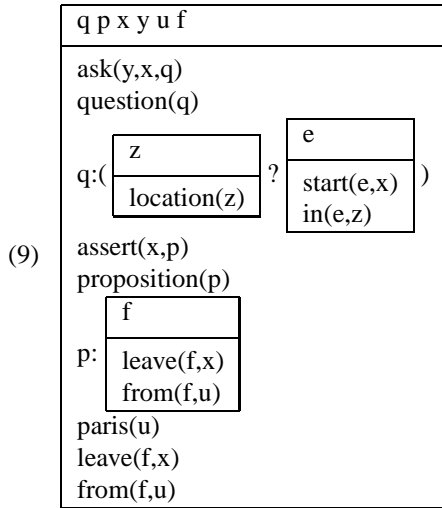 q p x y u f
ask(y,x,q)
question(q)
z
e
q:(
?
)
location(z)
start(e,x)
in(e,z)
(9)
assert(x,p)
proposition(p)
f
p:
leave(f,x)
from(f,u)
paris(u)
leave(f,x)
from(f,u)